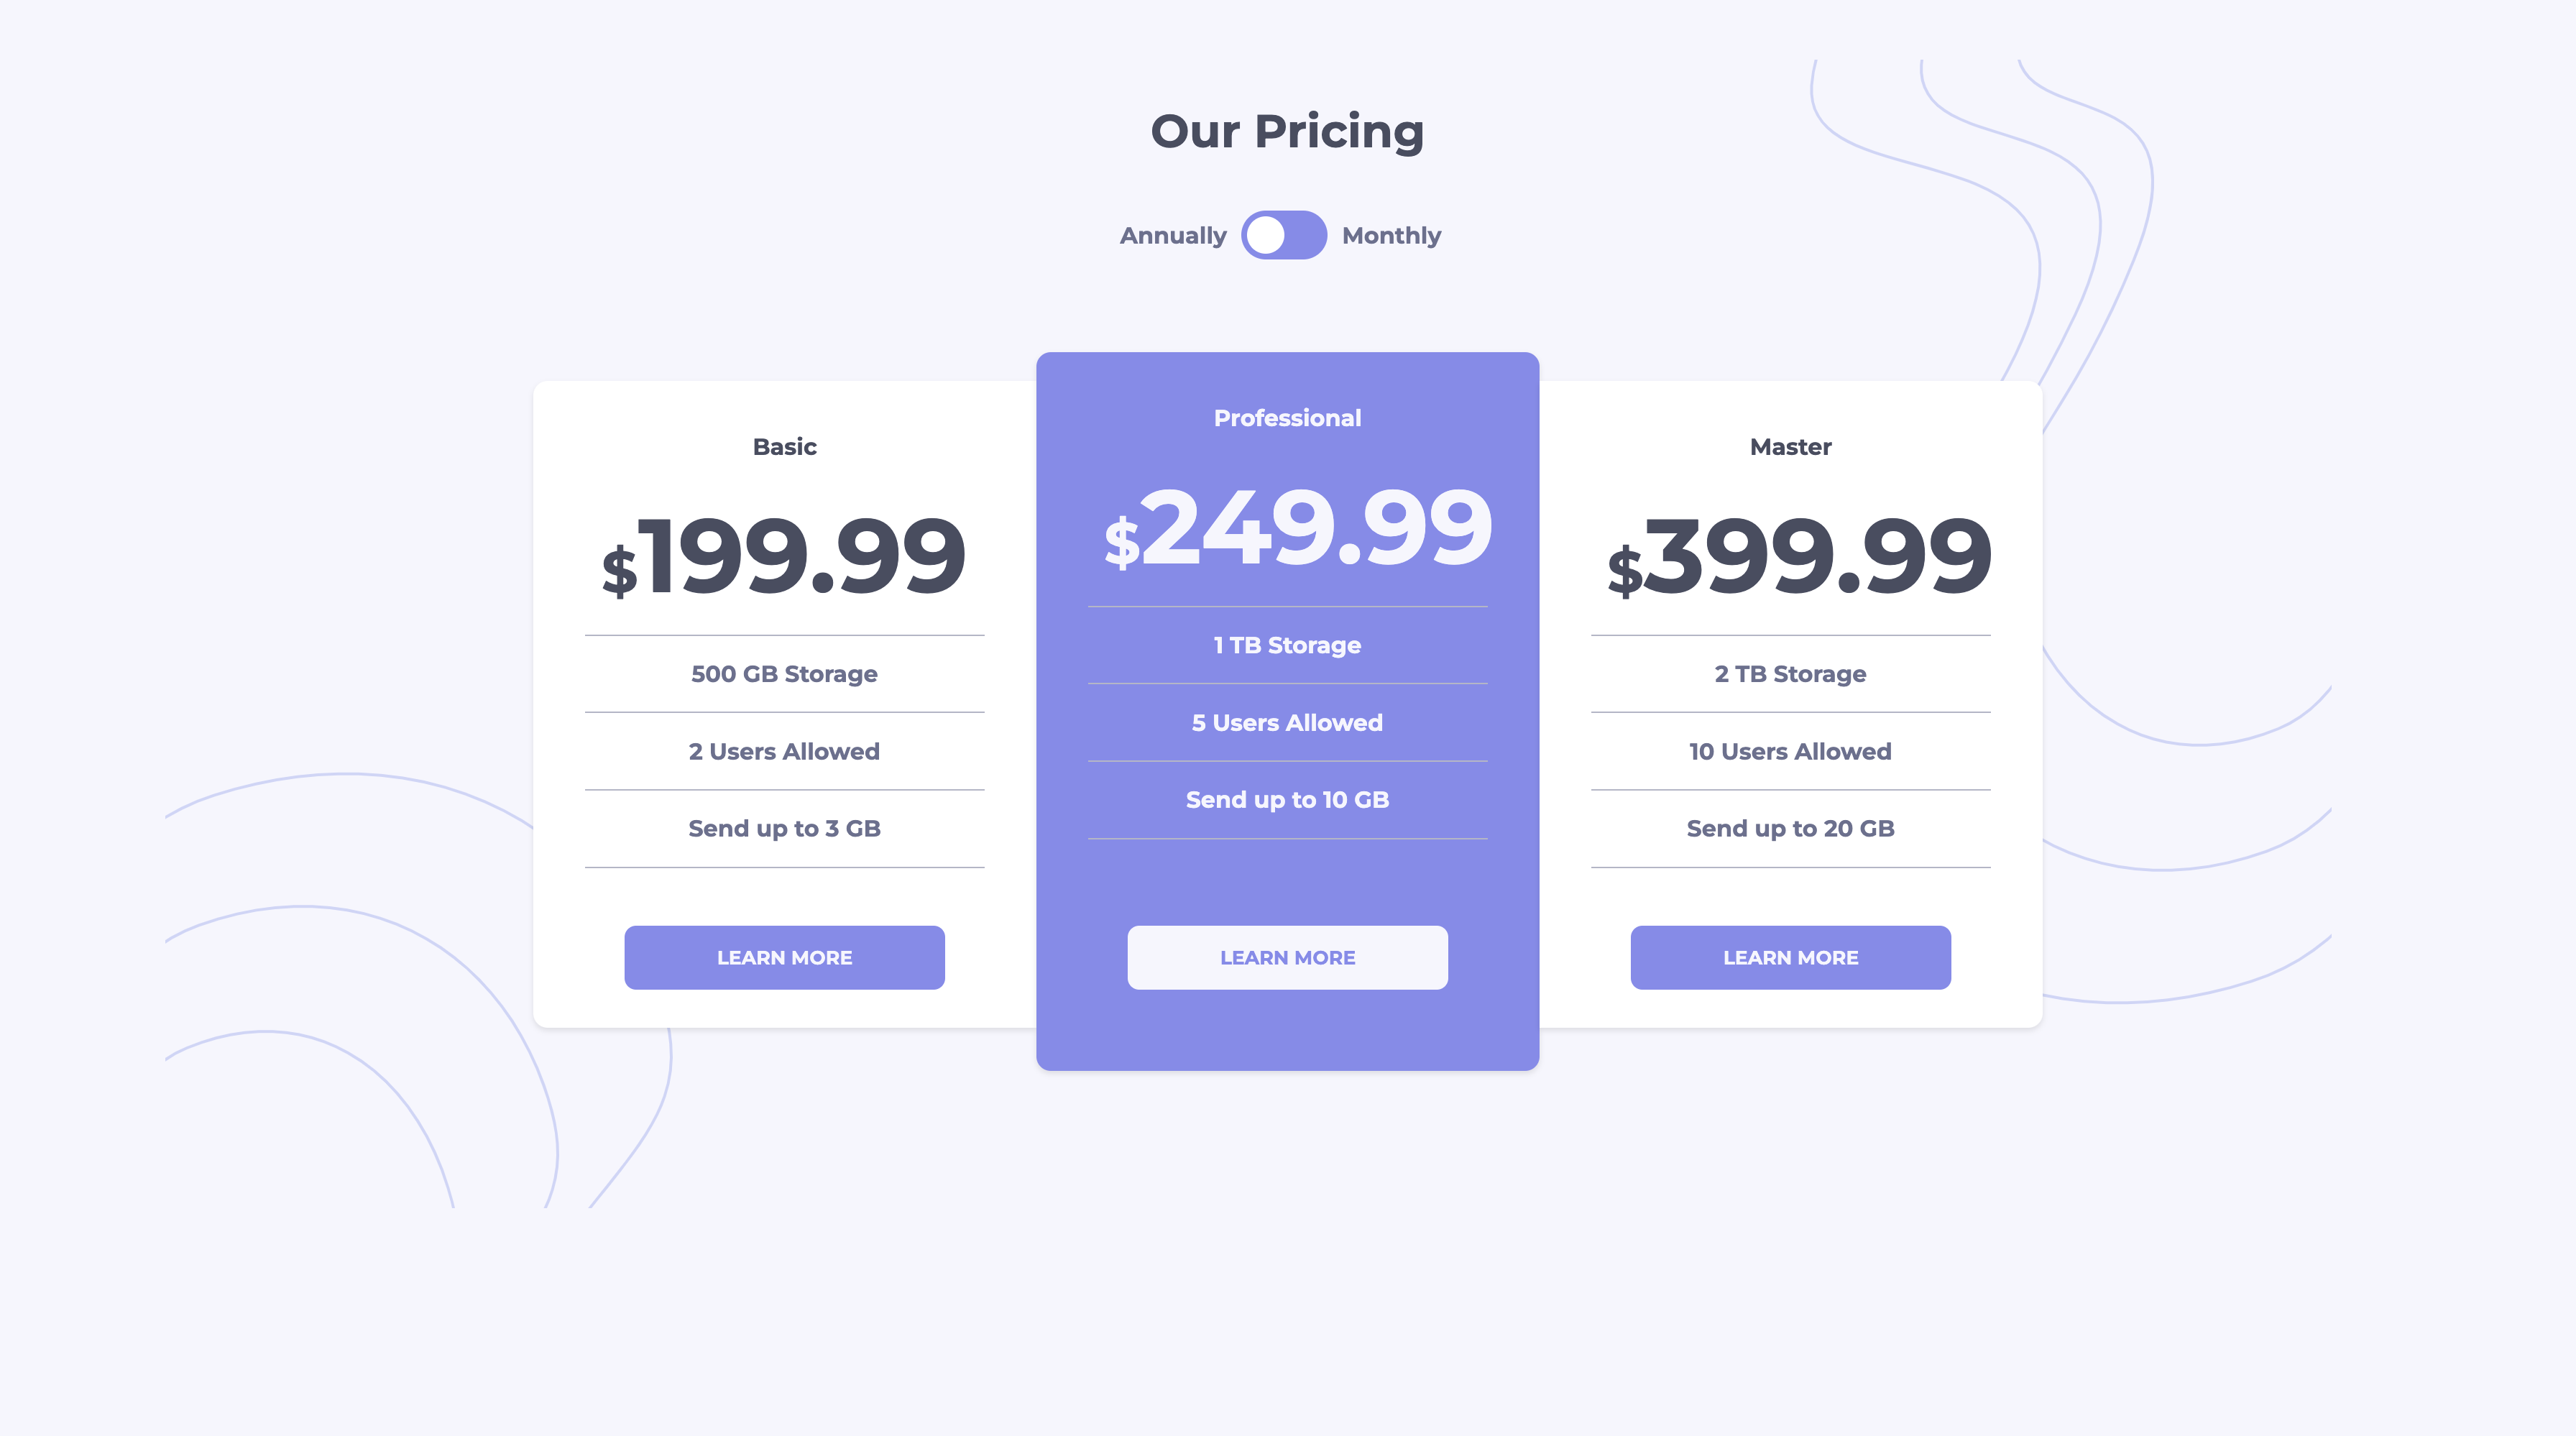 Our Pricing
Annually Monthly
Basic
$199.99
500 GB Storage
2 Users Allowed
Send up to 3 GB
LEARN MORE
Professional
$249.99
1 TB Storage
5 Users Allowed
Send up to 10 GB
LEARN MORE
Master
$399.99
2 TB Storage
10 Users Allowed
Send up to 20 GB
LEARN MORE